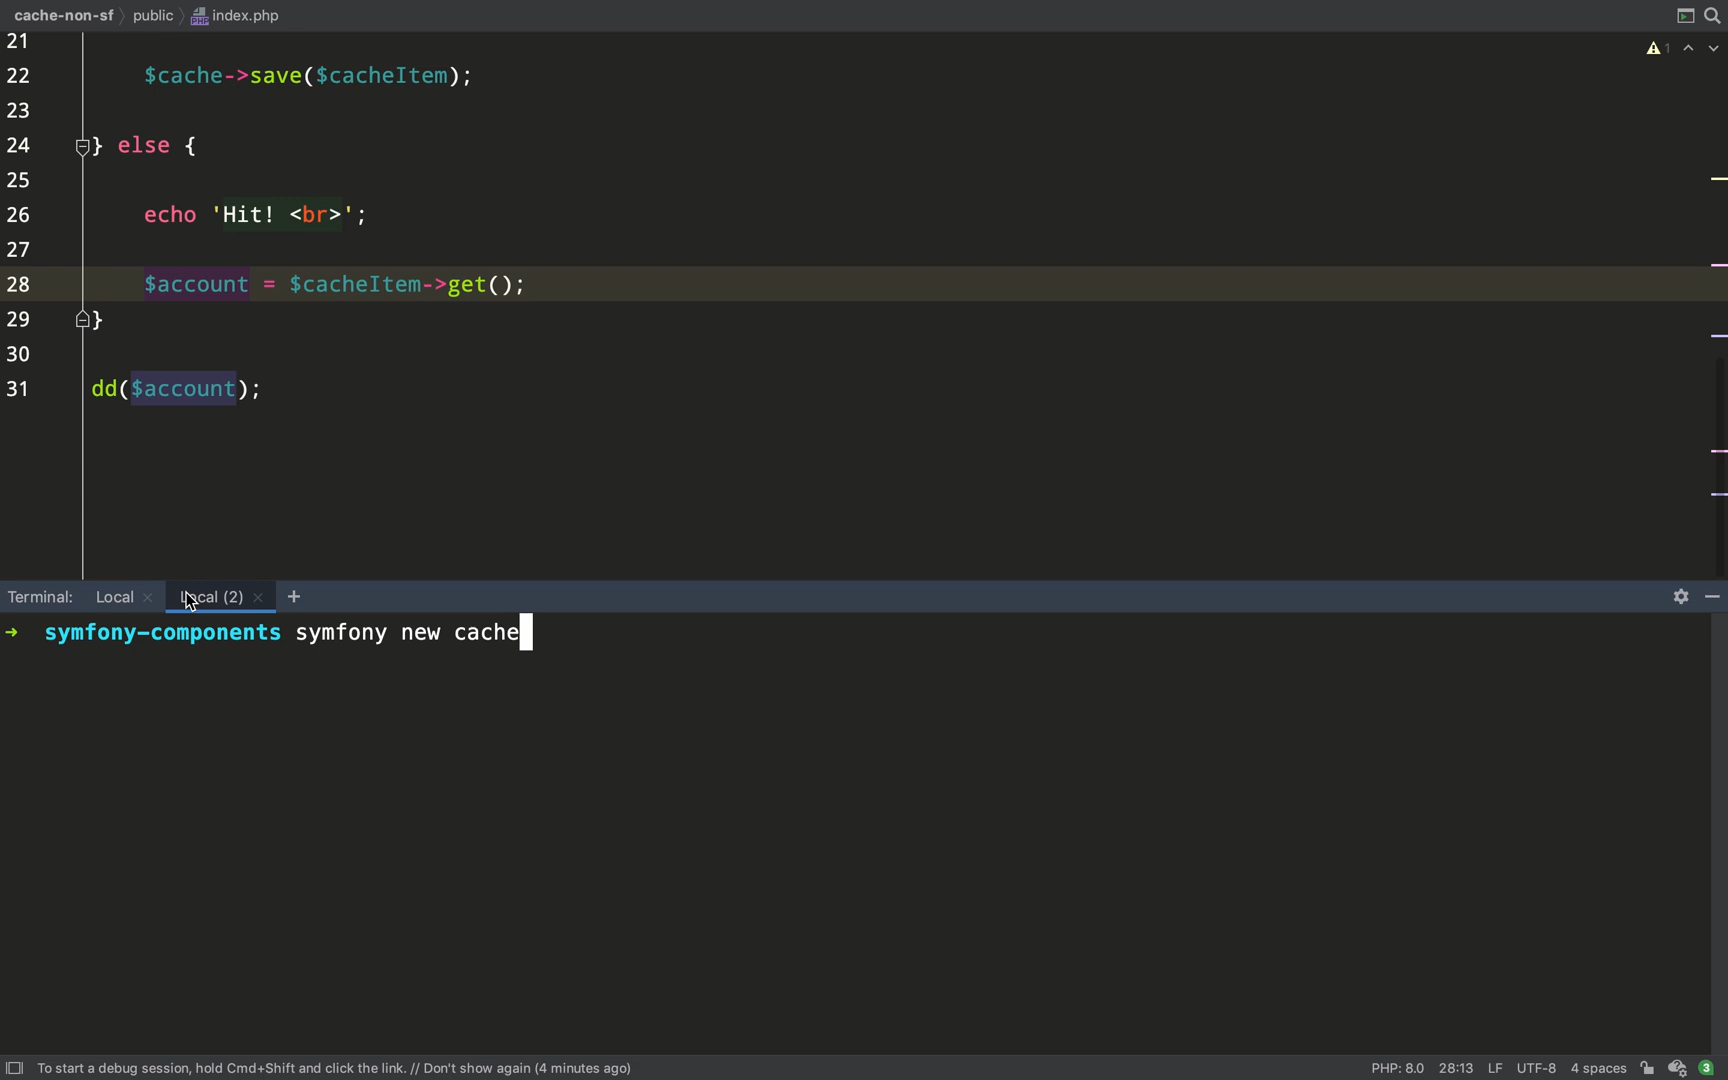 cache-non-sf 〉 public 〉 index.php
21
1
22 $cache->save($cacheItem);
23
24 } else {
25
26 echo 'Hit! <br>';
27
28 $account = $cacheItem->get();
29 }
30
31 dd($account);
Terminal: Local × Local (2) × +
→ symfony-components symfony new cache
To start a debug session, hold Cmd+Shift and click the link. // Don't show again (4 minutes ago) PHP: 8.0 28:13 LF UTF-8 4 spaces 3